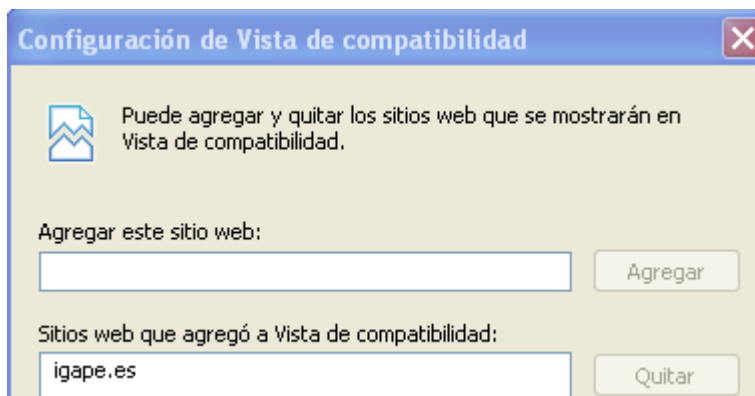 Configuración de Vista de compatibilidad
Puede agregar y quitar los sitios web que se mostrarán en
Vista de compatibilidad.
Agregar este sitio web:
Agregar
Sitios web que agregó a Vista de compatibilidad:
igape.es
Quitar